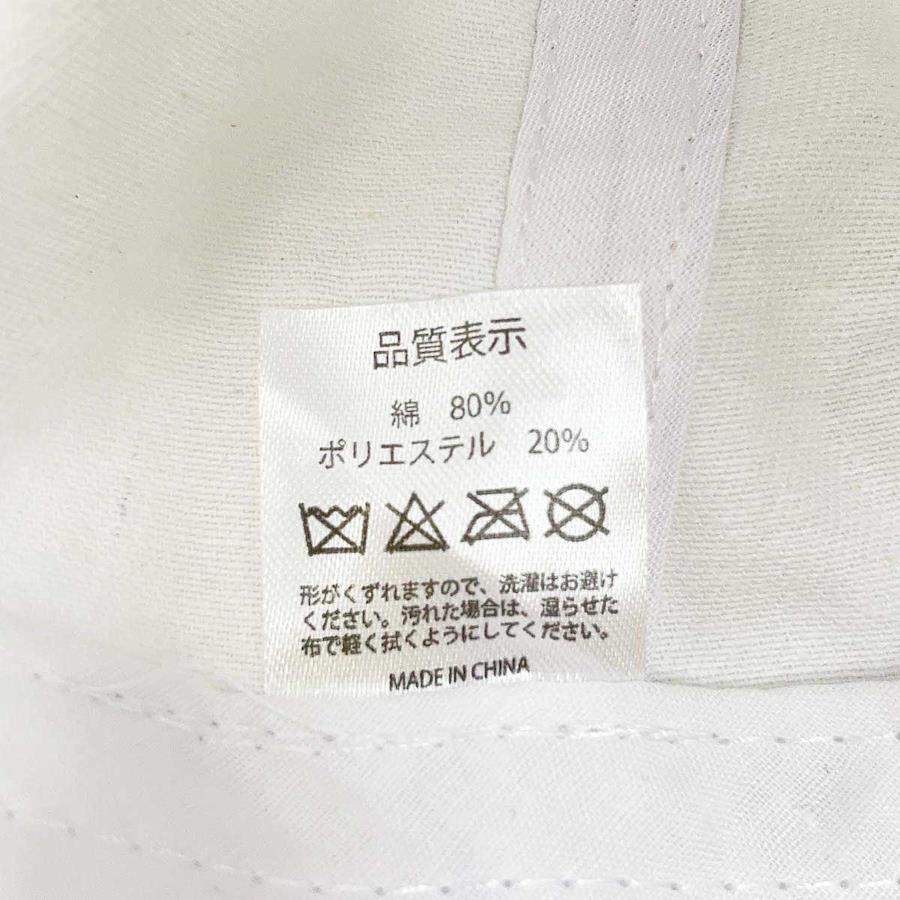 品質表示
綿 80%
ポリエステル 20%
形がくずれますので、洗濯はお避け
ください。汚れた場合は、湿らせた
布で軽く拭くようにしてください。
MADE IN CHINA